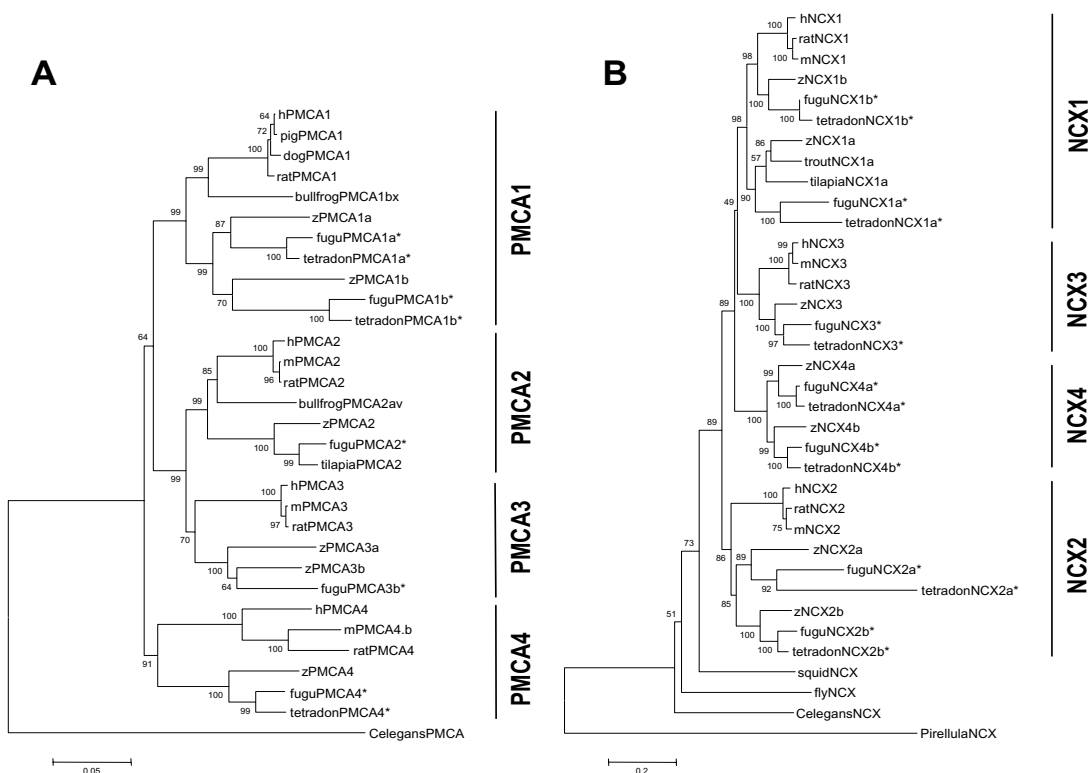 A
64
hPMCA1
72
pigPMCA1
dogPMCA1
100
ratPMCA1
99
bullfrogPMCA1bx
99
87
zPMCA1a
fuguPMCA1a*
100
tetradonPMCA1a*
99
zPMCA1b
70
fuguPMCA1b*
100
tetradonPMCA1b*
PMCA1
64
hPMCA2
100
mPMCA2
96
ratPMCA2
85
bullfrogPMCA2av
99
zPMCA2
100
fuguPMCA2*
99
tilapiaPMCA2
PMCA2
99
hPMCA3
100
mPMCA3
97
ratPMCA3
70
zPMCA3a
100
zPMCA3b
64
fuguPMCA3b*
PMCA3
hPMCA4
100
mPMCA4.b
100
ratPMCA4
91
zPMCA4
100
fuguPMCA4*
99
tetradonPMCA4*
PMCA4
CelegansPMCA
0.05
B
hNCX1
100
ratNCX1
100
mNCX1
98
zNCX1b
100
fuguNCX1b*
100
tetradonNCX1b*
98
zNCX1a
86
troutNCX1a
57
tilapiaNCX1a
90
fuguNCX1a*
100
tetradonNCX1a*
NCX1
49
hNCX3
99
mNCX3
100
ratNCX3
100
zNCX3
100
fuguNCX3*
97
tetradonNCX3*
NCX3
89
zNCX4a
99
fuguNCX4a*
100
tetradonNCX4a*
100
zNCX4b
99
fuguNCX4b*
100
tetradonNCX4b*
NCX4
89
hNCX2
100
ratNCX2
75
mNCX2
86
zNCX2a
89
fuguNCX2a*
92
tetradonNCX2a*
85
zNCX2b
100
fuguNCX2b*
100
tetradonNCX2b*
NCX2
73
squidNCX
51
flyNCX
CelegansNCX
PirellulaNCX
0.2